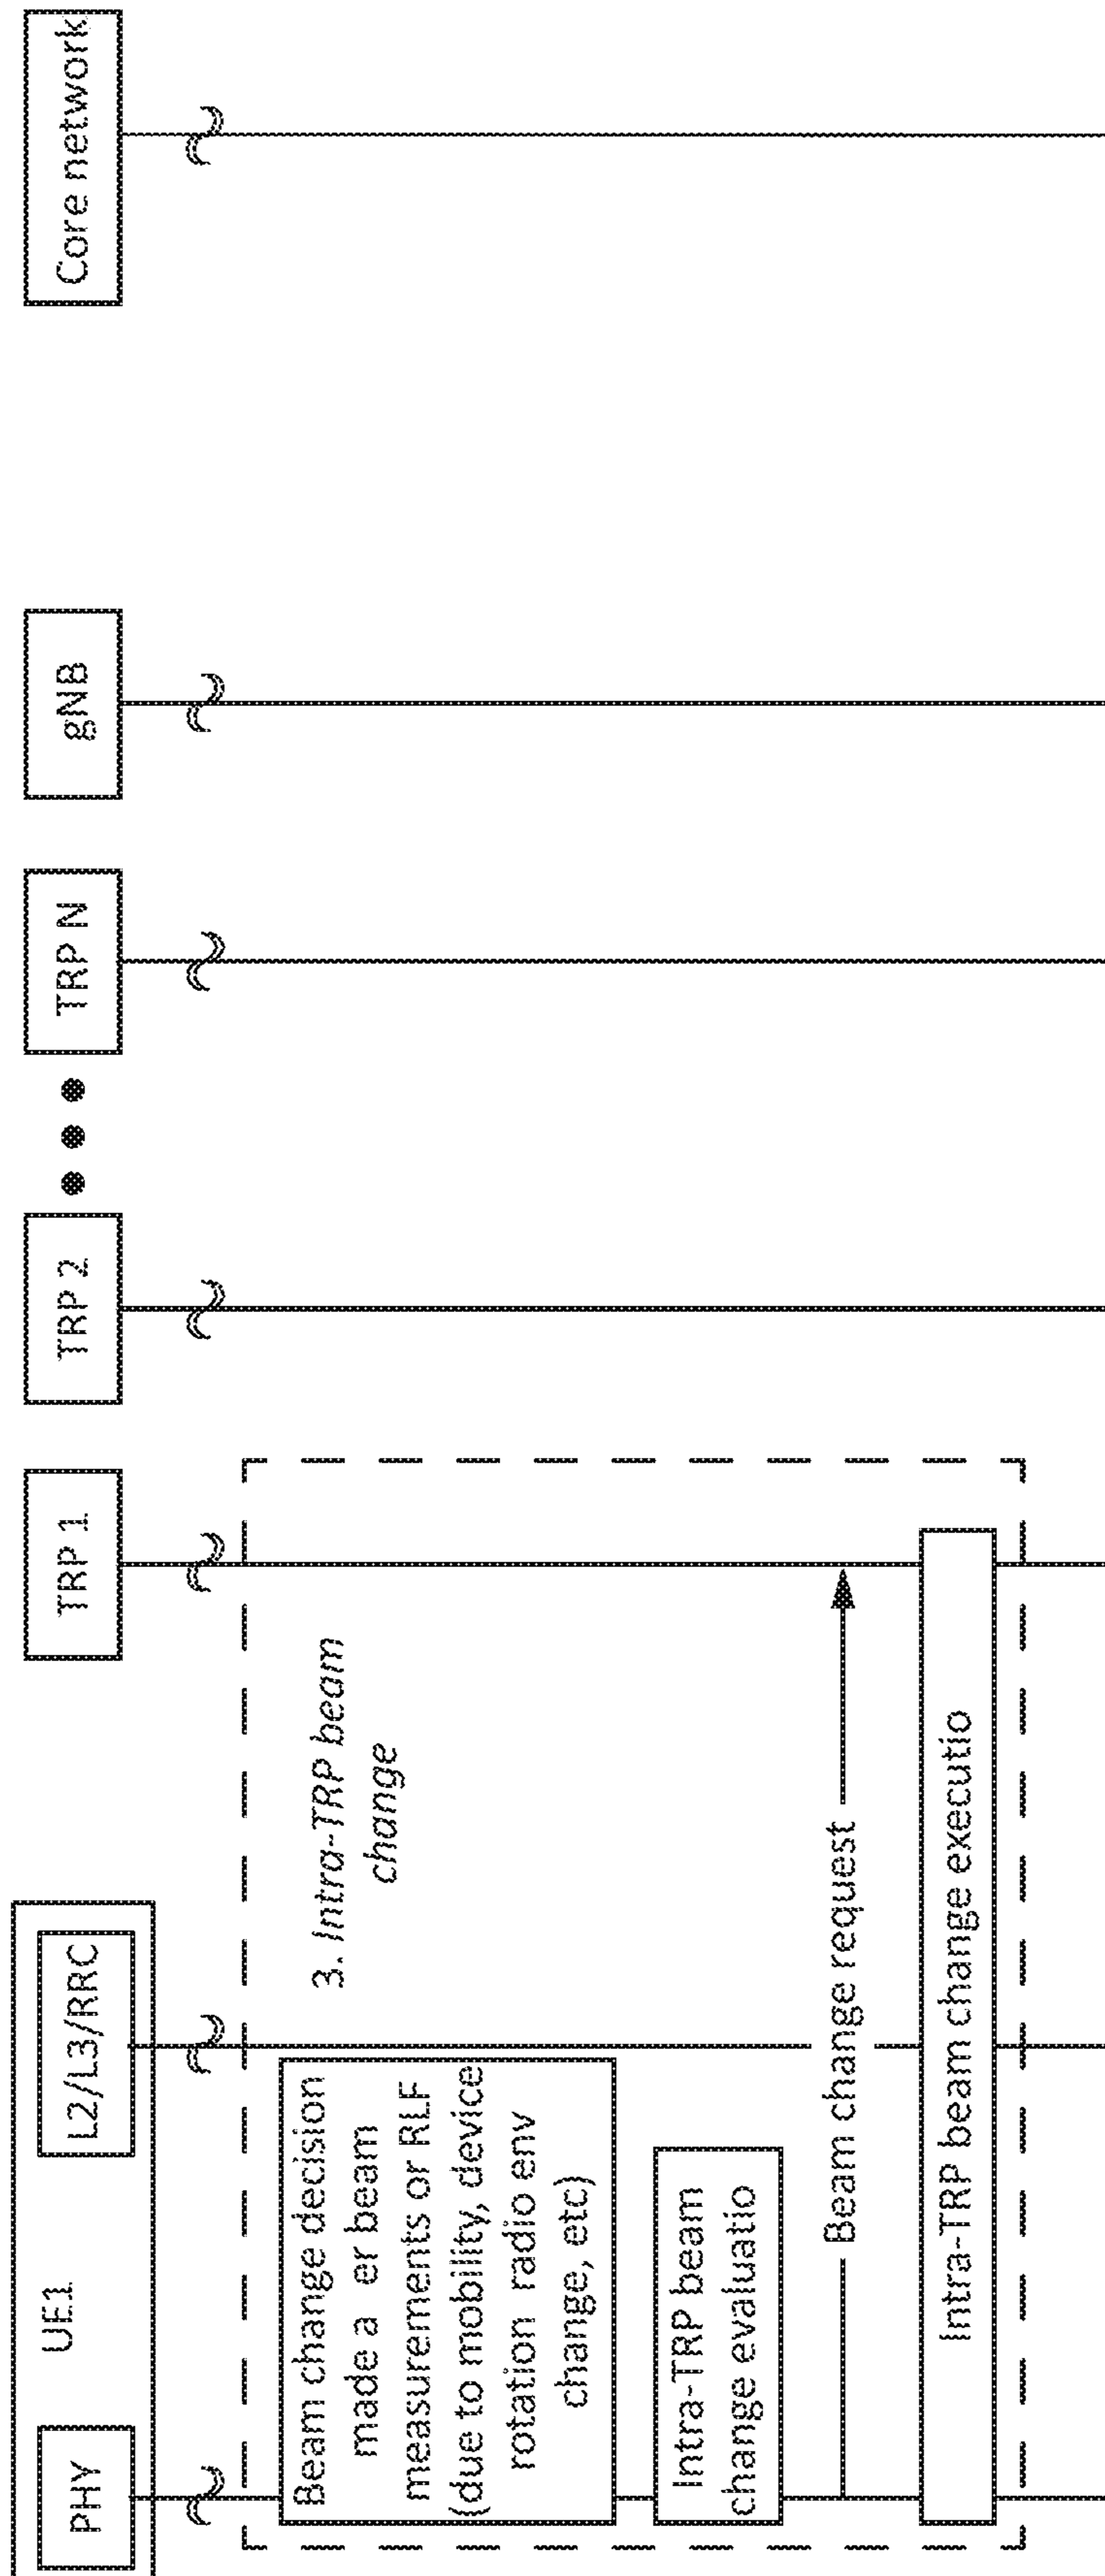 UE1
PHY
L2/L3/RRC
TRP 1
TRP 2
TRP N
gNB
Core network
Beam change decision
made a er beam
measurements or RLF
(due to mobility, device
rotation radio env
change, etc)
3. Intra-TRP beam
change
Intra-TRP beam
change evaluatio
Beam change request
Intra-TRP beam change executio